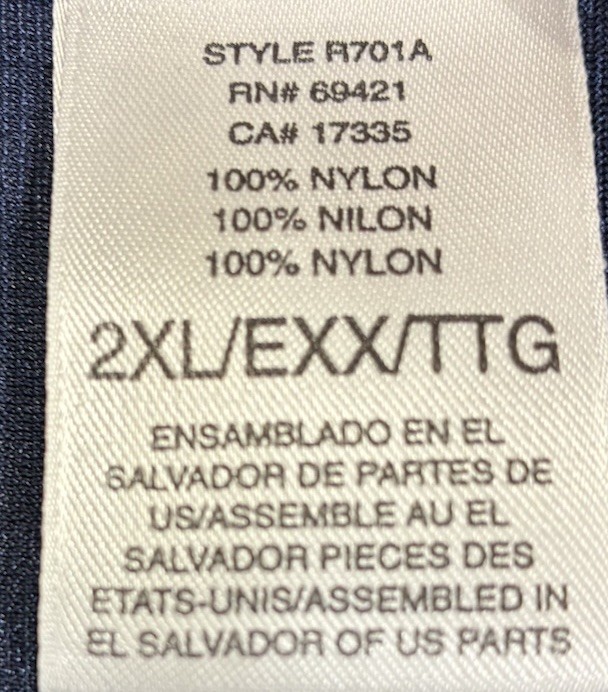 STYLE R701A
RN# 69421
CA# 17335
100% NYLON
100% NILON
100% NYLON
2XL/EXX/TTG
ENSAMBLADO EN EL
SALVADOR DE PARTES DE
US/ASSEMBLE AU EL
SALVADOR PIECES DES
ETATS-UNIS/ASSEMBLED IN
EL SALVADOR OF US PARTS